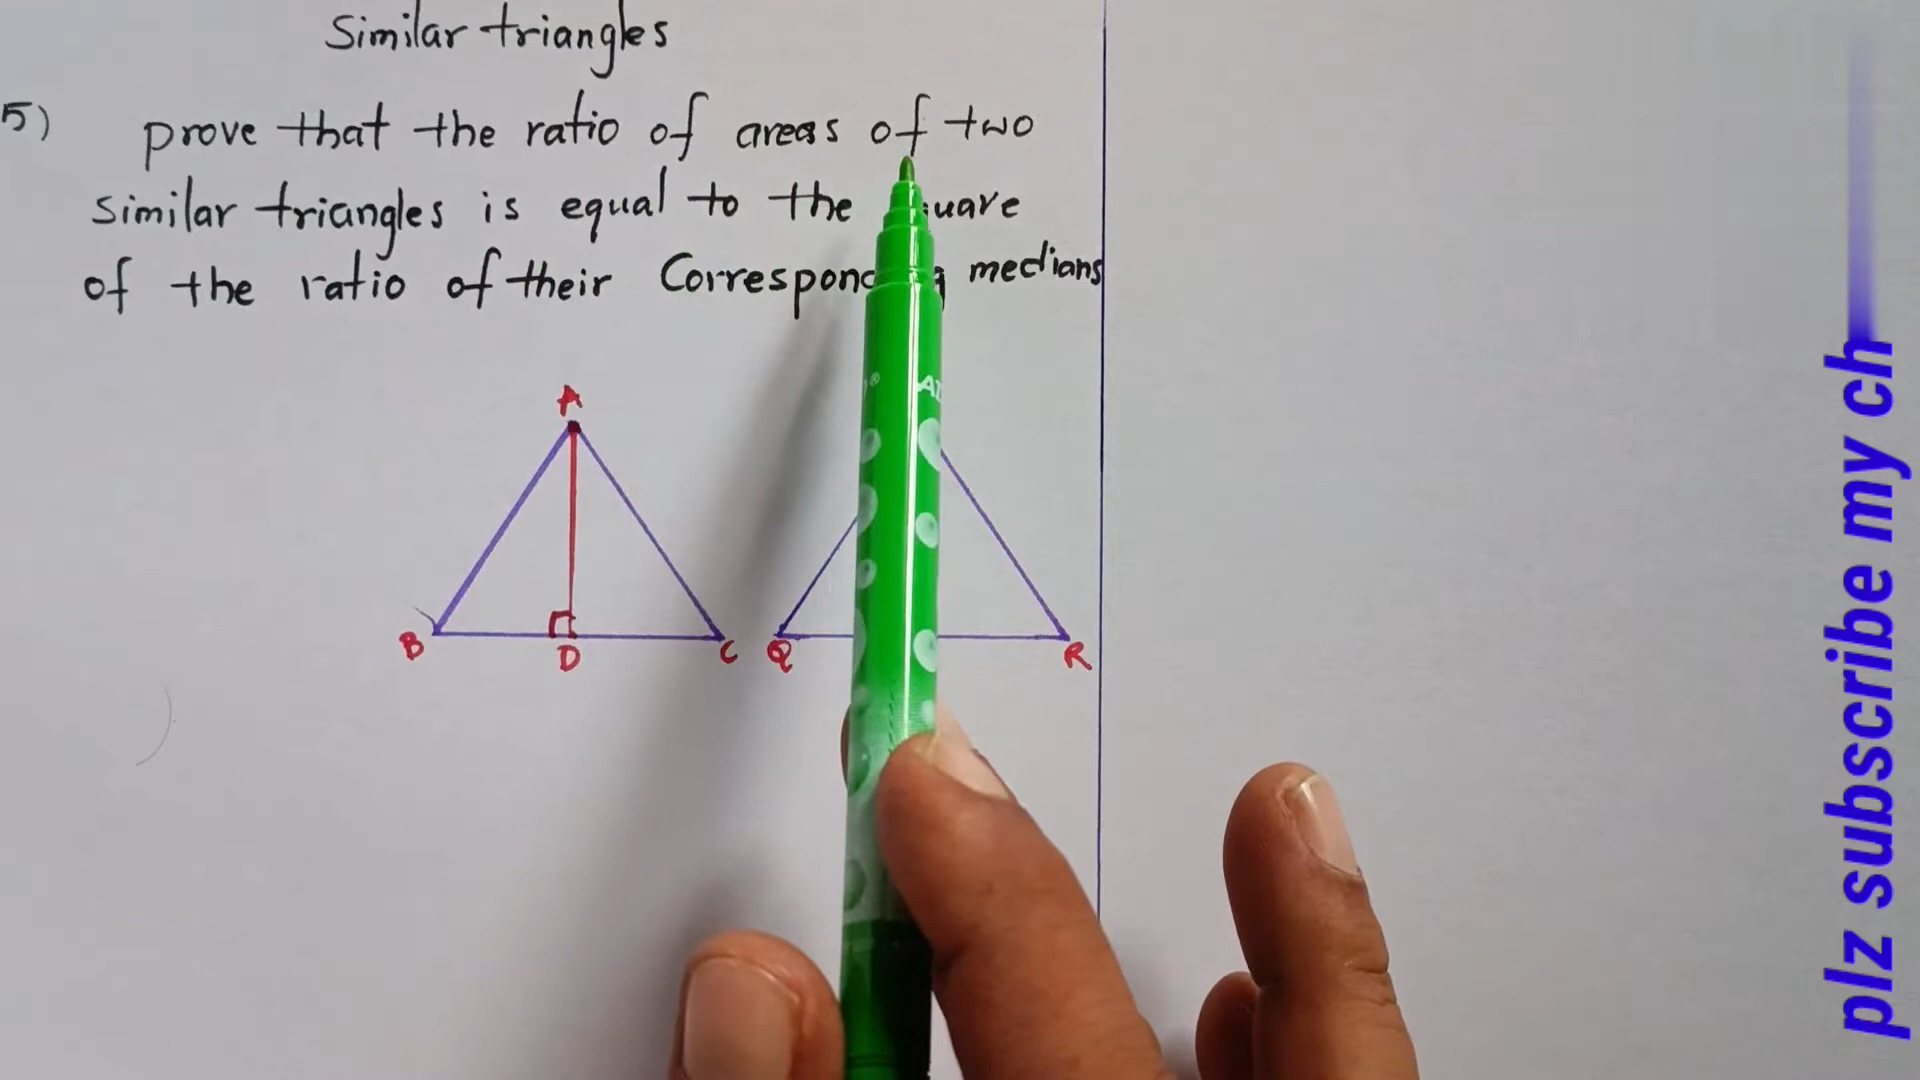 Similar triangles
5) prove that the ratio of areas of two
similar triangles is equal to the
of the ratio of their medians
A
B D C Q R
plz subscribe my ch